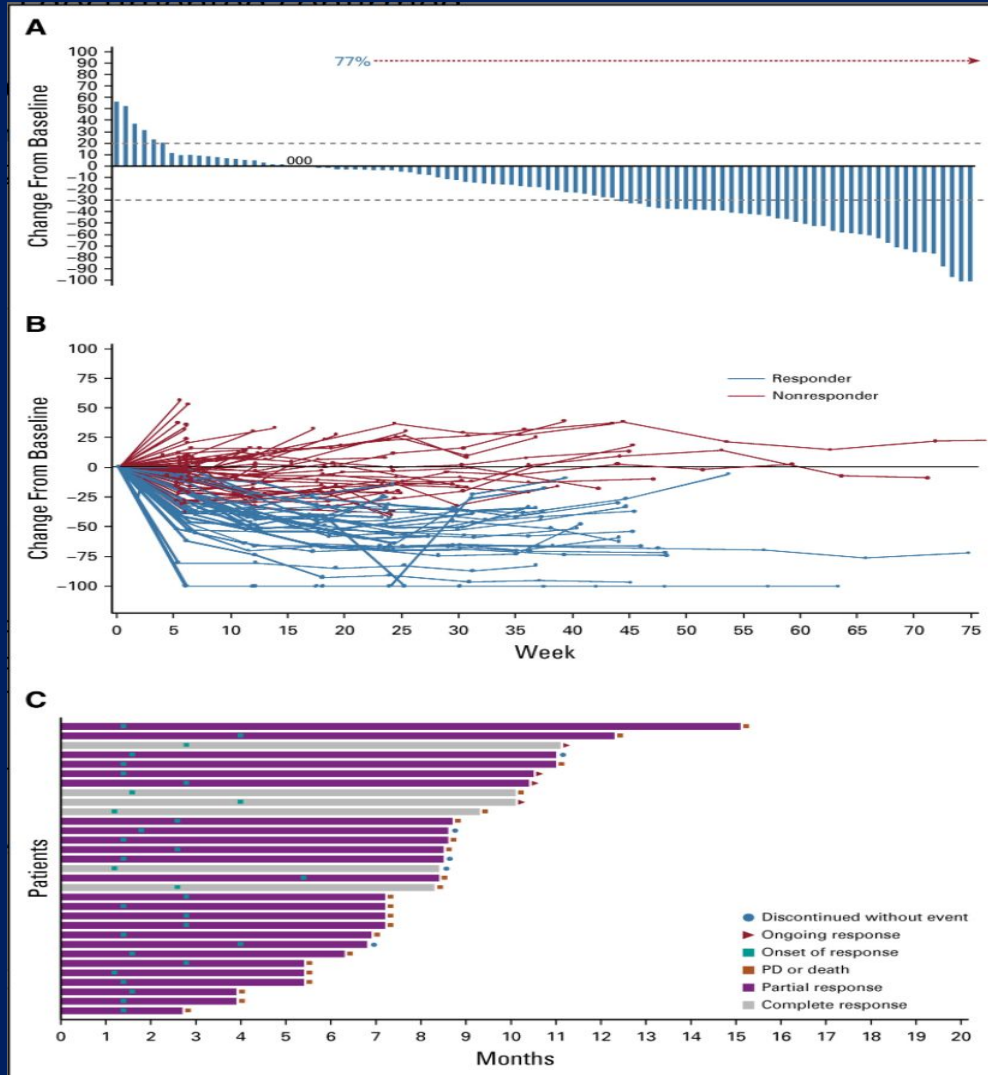 A
Change From Baseline
100
90
80
70
60
50
40
30
20
10
0
−10
−20
−30
−40
−50
−60
−70
−80
−90
−100
77%
000
B
Change From Baseline
100
75
50
25
0
−25
−50
−75
−100
Responder
Nonresponder
0 5 10 15 20 25 30 35 40 45 50 55 60 65 70 75
Week
C
Patients
Discontinued without event
Ongoing response
Onset of response
PD or death
Partial response
Complete response
0 1 2 3 4 5 6 7 8 9 10 11 12 13 14 15 16 17 18 19 20
Months